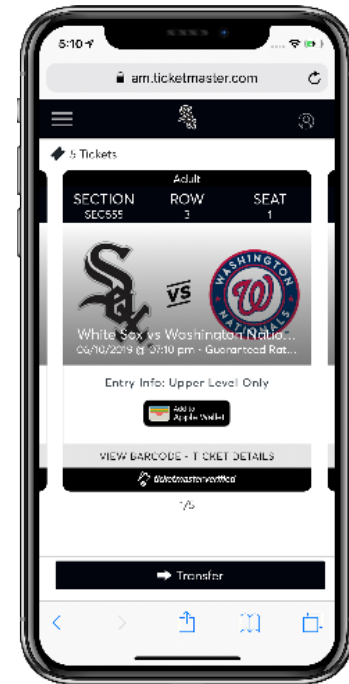 5:10
am.ticketmaster.com
5 Tickets
Adult
SECTION ROW SEAT
SEC555 3 1
Sox
VS
WASHINGTON
W
NATIONALS
White Sox vs Washington Natio...
06/10/2019 @ 07:10 pm - Guaranteed Rat...
Entry Info: Upper Level Only
Add to
Apple Wallet
VIEW BARCODE - TICKET DETAILS
ticketmaster verified
1/5
Transfer